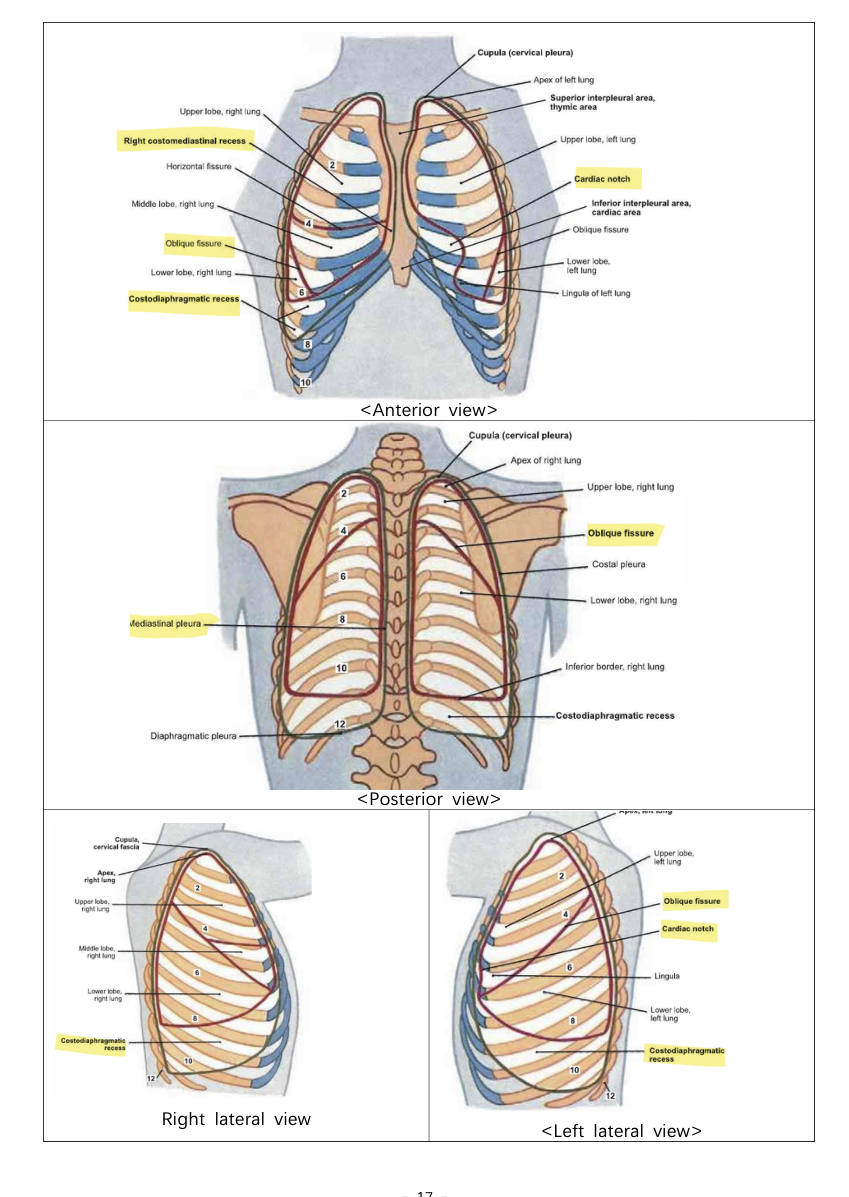 Cupula (cervical pleura)
Apex of left lung
Superior interpleural area,
thymic area
Upper lobe, right lung
Right costomediastinal recess
Upper lobe, left lung
2
Horizontal fissure
Cardiac notch
Middle lobe, right lung
Inferior interpleural area,
cardiac area
4
Oblique fissure
Oblique fissure
Lower lobe, right lung
Lower lobe,
left lung
6
Lingula of left lung
Costodiaphragmatic recess
8
10
<Anterior view>
Cupula (cervical pleura)
Apex of right lung
Upper lobe, right lung
2
4
Oblique fissure
Costal pleura
6
Lower lobe, right lung
8
Mediastinal pleura
10
Inferior border, right lung
Costodiaphragmatic recess
12
Diaphragmatic pleura
<Posterior view>
Cupula,
cervical fascia
Apex,
right lung
2
Upper lobe,
right lung
4
Middle lobe,
right lung
6
Lower lobe,
right lung
8
Costodiaphragmatic
recess
10
12
Right lateral view
Apex, left lung
Upper lobe,
left lung
2
Oblique fissure
4
Cardiac notch
6
Lingula
Lower lobe,
left lung
8
Costodiaphragmatic
recess
10
12
<Left lateral view>
- 17 -